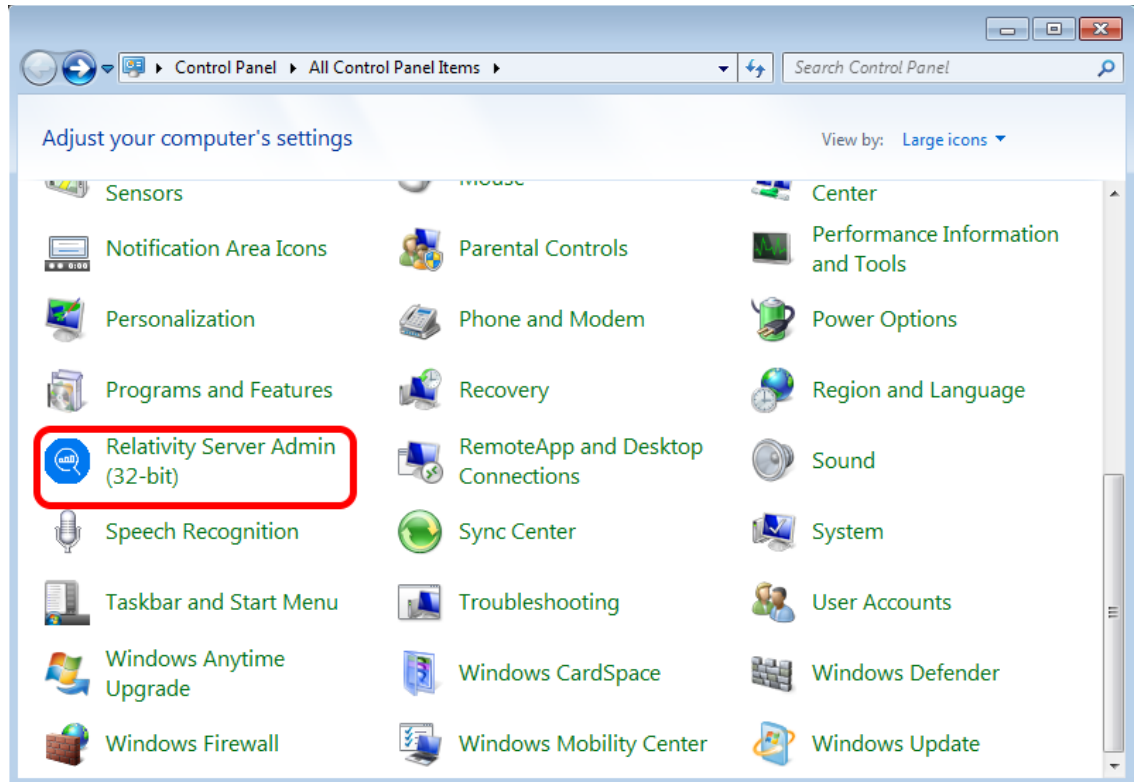 Control Panel All Control Panel Items
Search Control Panel
Adjust your computer's settings
View by: Large icons
Sensors
Mouse
Center
Notification Area Icons
Parental Controls
Performance Information
and Tools
Personalization
Phone and Modem
Power Options
Programs and Features
Recovery
Region and Language
Relativity Server Admin
(32-bit)
RemoteApp and Desktop
Connections
Sound
Speech Recognition
Sync Center
System
Taskbar and Start Menu
Troubleshooting
User Accounts
Windows Anytime
Upgrade
Windows CardSpace
Windows Defender
Windows Firewall
Windows Mobility Center
Windows Update